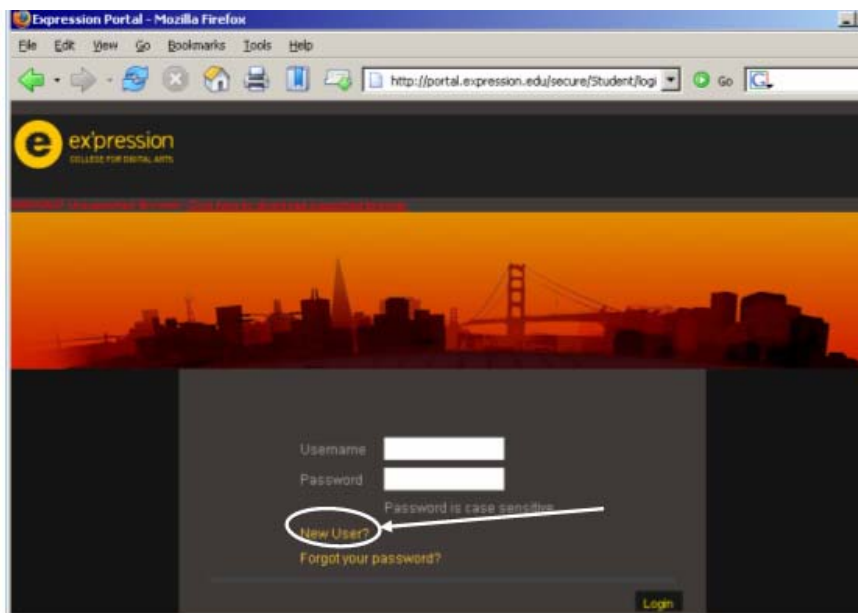 Expression Portal - Mozilla Firefox
File Edit View Go Bookmarks Tools Help
http://portal.expression.edu/secure/Student/logi Go G
e ex'pression
COLLEGE FOR DIGITAL ARTS
Username
Password
Password is case sensitive
New User?
Forgot your password?
Login